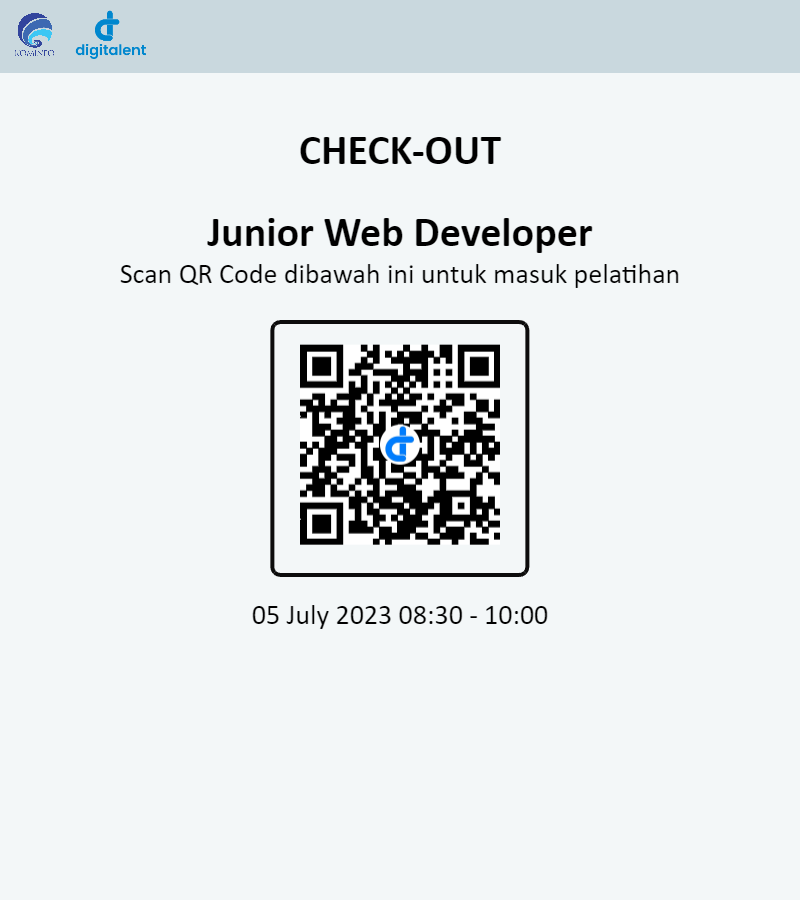 KOMINFO
digitalent
CHECK-OUT
Junior Web Developer
Scan QR Code dibawah ini untuk masuk pelatihan
05 July 2023 08:30 - 10:00